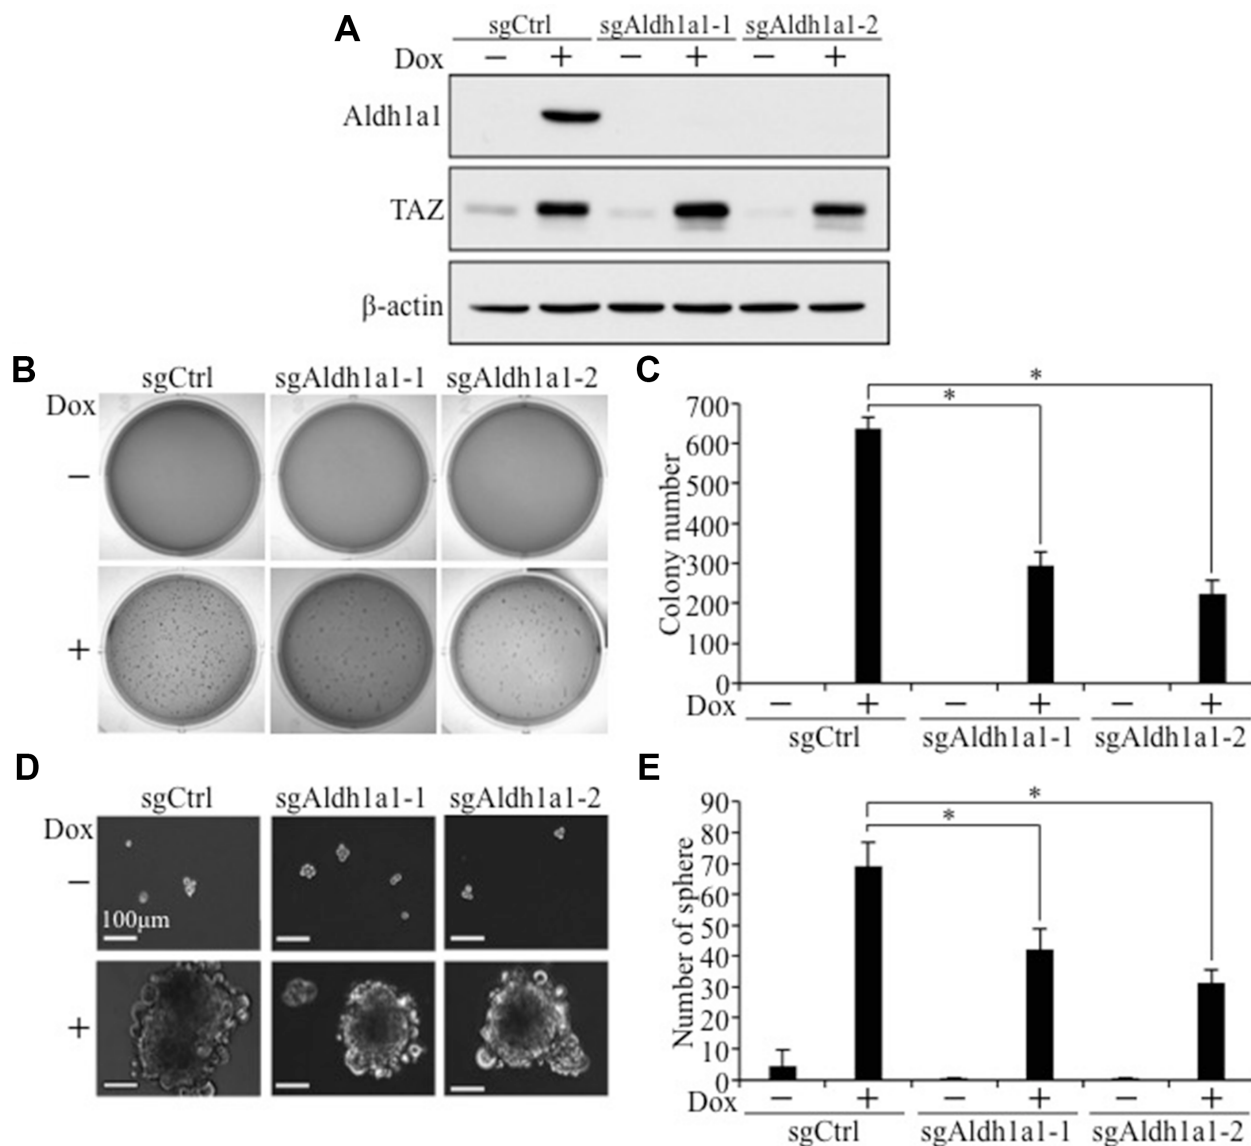 A
sgCtrl sgAldh1a1-1 sgAldh1a1-2
Dox − + − + − +
Aldh1a1
TAZ
β-actin
B
sgCtrl sgAldh1a1-1 sgAldh1a1-2
Dox
−
+
C
* *
700
600
500
400
300
200
100
0
Colony number
Dox − + − + − +
sgCtrl sgAldh1a1-1 sgAldh1a1-2
D
sgCtrl sgAldh1a1-1 sgAldh1a1-2
Dox
−
100μm
+
E
* *
90
80
70
60
50
40
30
20
10
0
Number of sphere
Dox − + − + − +
sgCtrl sgAldh1a1-1 sgAldh1a1-2